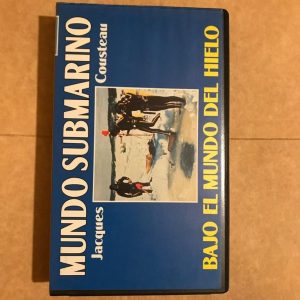 MUNDO SUBMARINO
Jacques Cousteau
BAJO EL MUNDO DEL HIELO